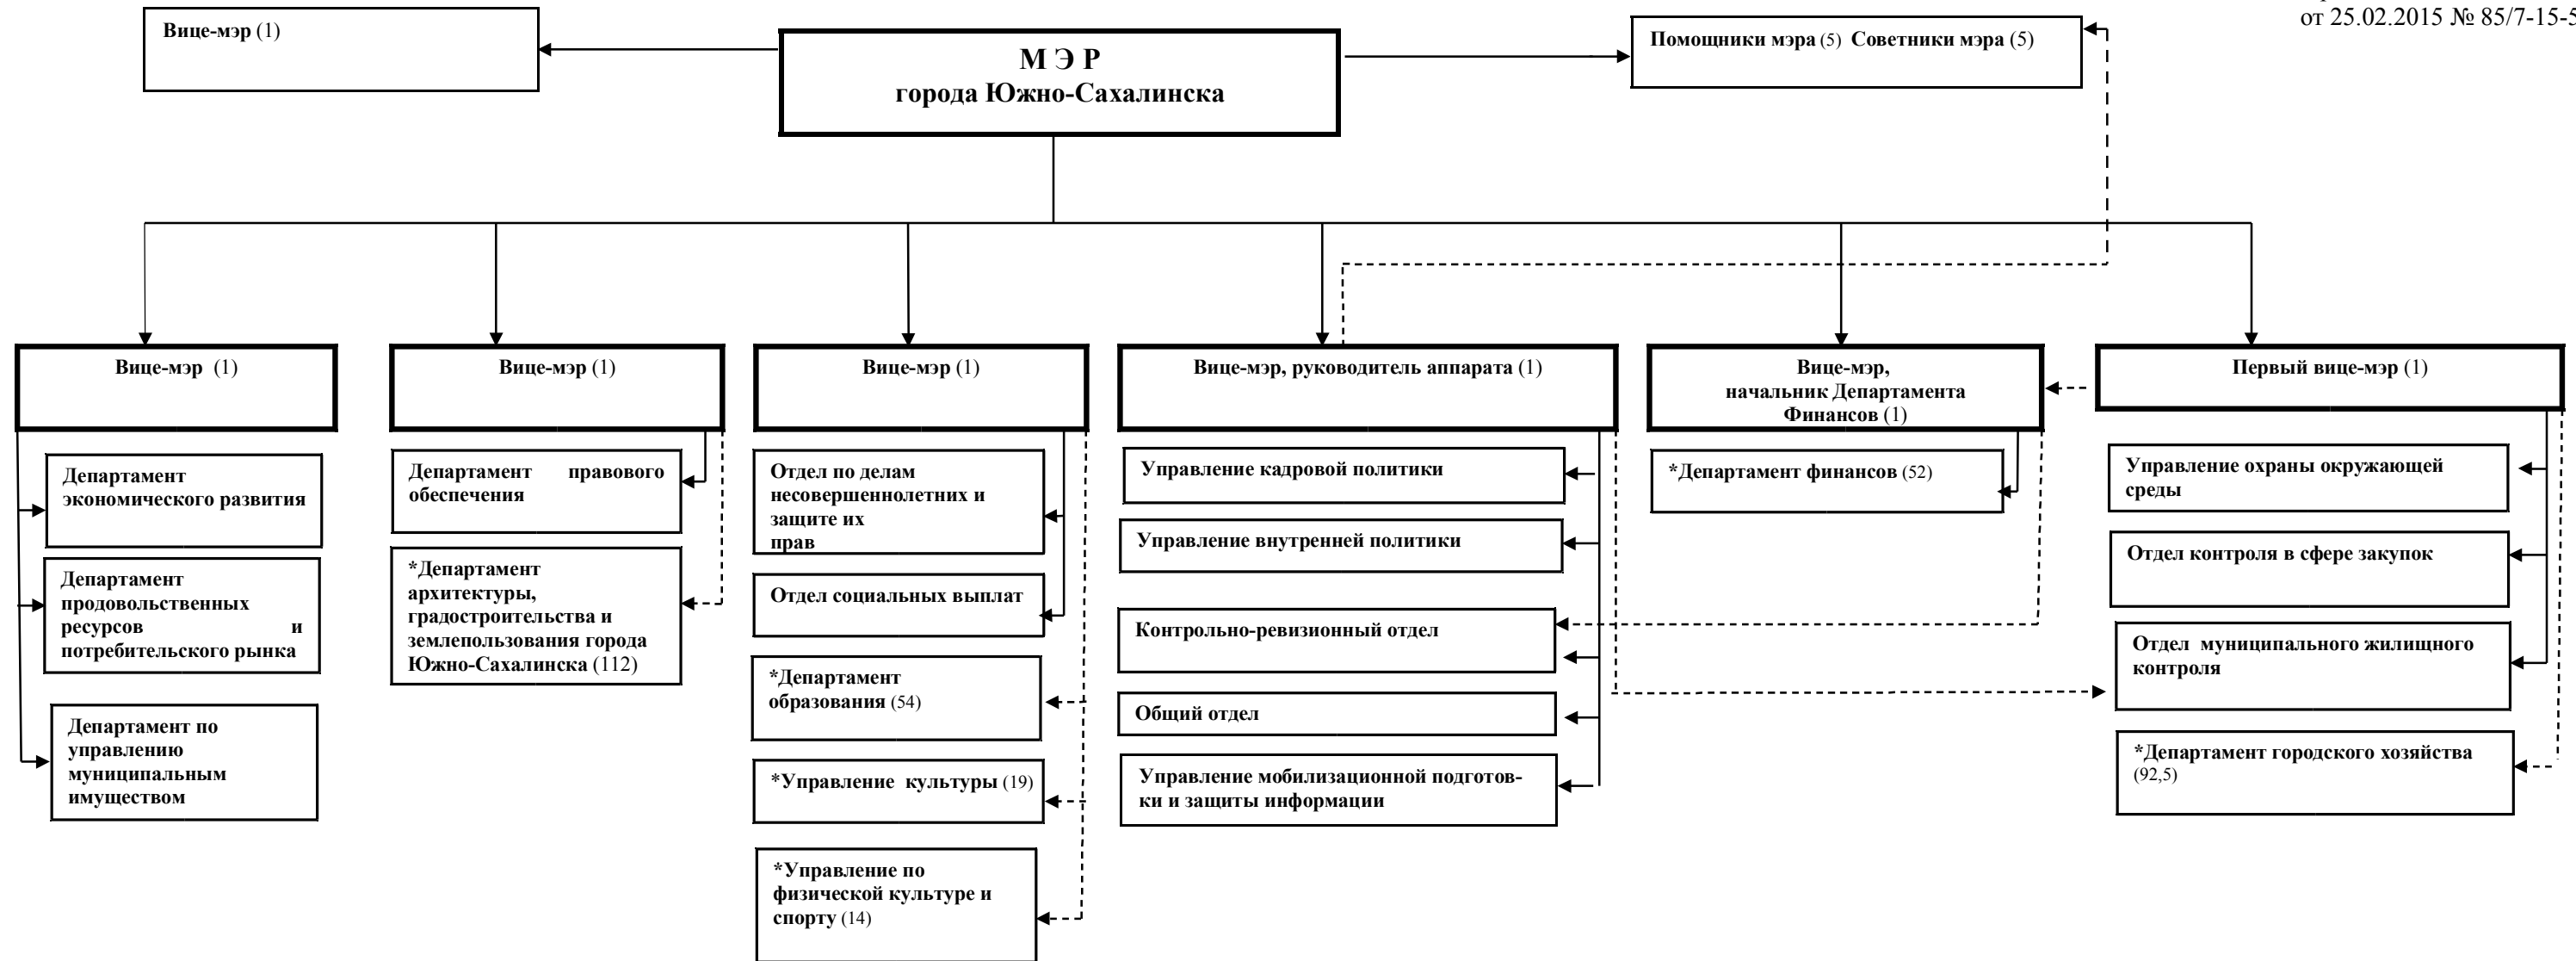 от 25.02.2015 № 85/7-15-5
Вице-мэр (1)
М Э Р
города Южно-Сахалинска
Помощники мэра (5) Советники мэра (5)
Вице-мэр (1)
Вице-мэр (1)
Вице-мэр (1)
Вице-мэр, руководитель аппарата (1)
Вице-мэр,
начальник Департамента
Финансов (1)
Первый вице-мэр (1)
Департамент
экономического развития
Департамент
продовольственных
ресурсов и
потребительского рынка
Департамент по
управлению
муниципальным
имуществом
Департамент правового
обеспечения
*Департамент
архитектуры,
градостроительства и
землепользования города
Южно-Сахалинска (112)
Отдел по делам
несовершеннолетних и
защите их
прав
Отдел социальных выплат
*Департамент
образования (54)
*Управление культуры (19)
*Управление по
физической культуре и
спорту (14)
Управление кадровой политики
Управление внутренней политики
Контрольно-ревизионный отдел
Общий отдел
Управление мобилизационной подготов-
ки и защиты информации
*Департамент финансов (52)
Управление охраны окружающей
среды
Отдел контроля в сфере закупок
Отдел муниципального жилищного
контроля
*Департамент городского хозяйства
(92,5)